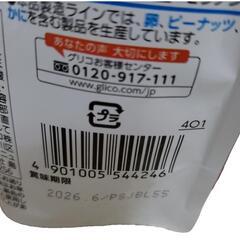 品製造ラインでは、卵、ピーナッツ、
かにを含む製品を生産しています。
あなたの声 大切にします
グリコお客様センター
0120-917-111
www.glico.com/jp/
プラ
401
4 901005 544246
賞味期限
2026.6/PSJBL55